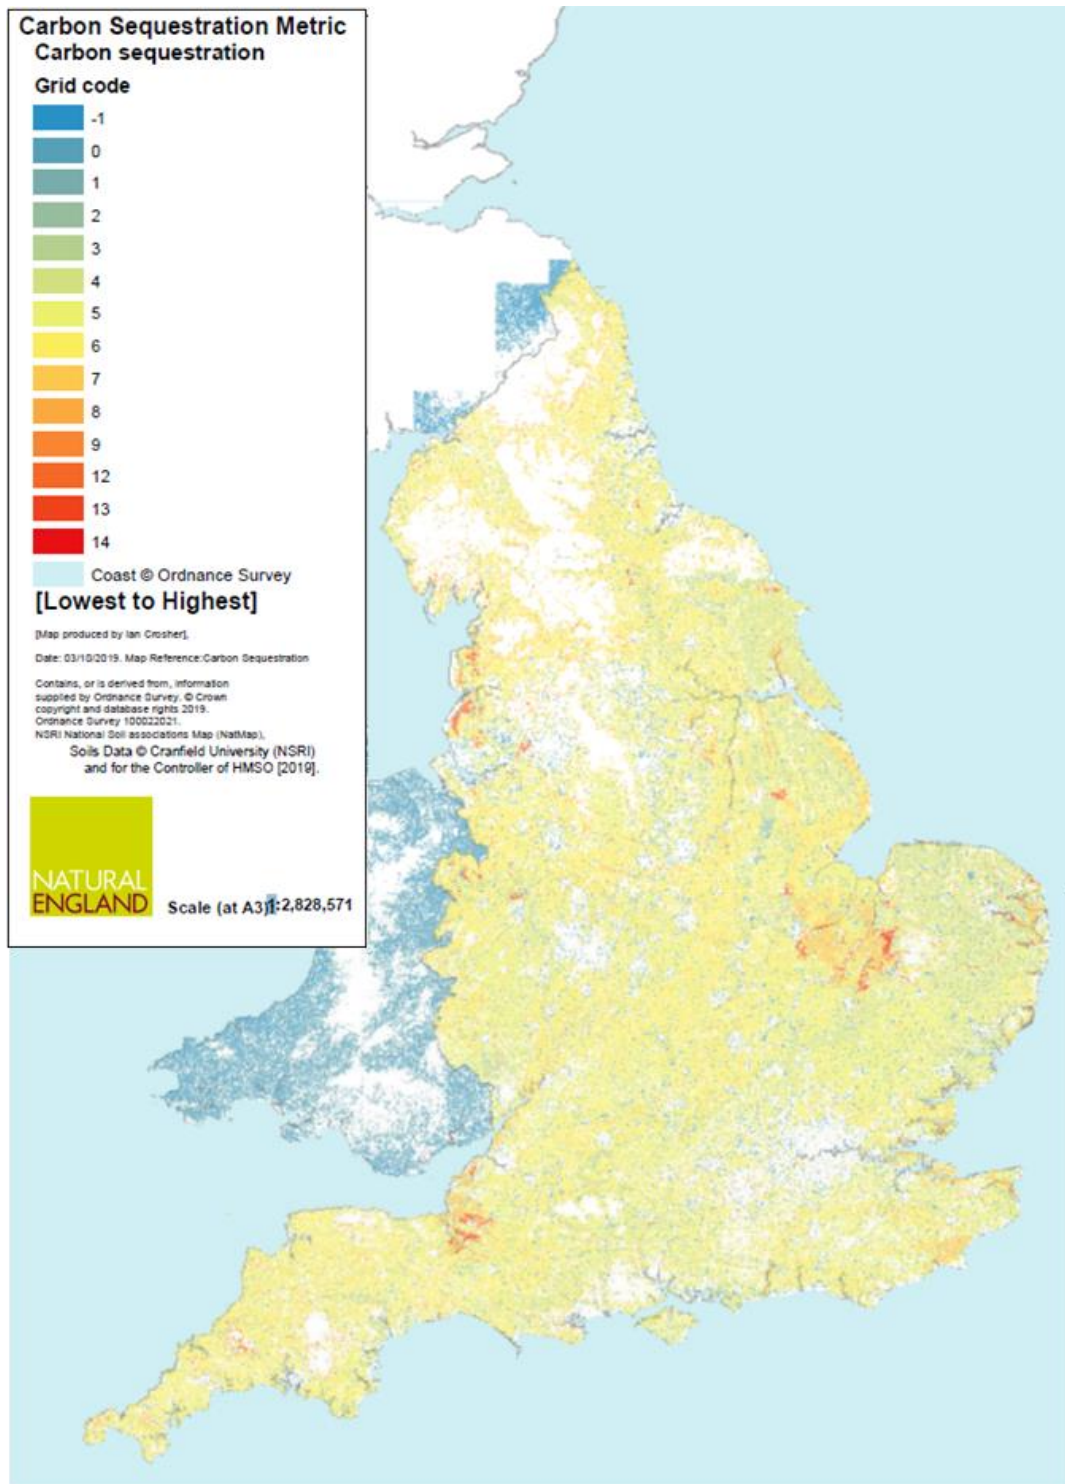 Carbon Sequestration Metric
Carbon sequestration
Grid code
-1
0
1
2
3
4
5
6
7
8
9
12
13
14
Coast © Ordnance Survey
[Lowest to Highest]
[Map produced by Ian Crosher],
Date: 03/10/2019. Map Reference:Carbon Sequestration
Contains, or is derived from, information
supplied by Ordnance Survey. © Crown
copyright and database rights 2019.
Ordnance Survey 100022021.
NSRI National Soil associations Map (NatMap),
Soils Data © Cranfield University (NSRI)
and for the Controller of HMSO [2019].
NATURAL
ENGLAND
Scale (at A3)1:2,828,571